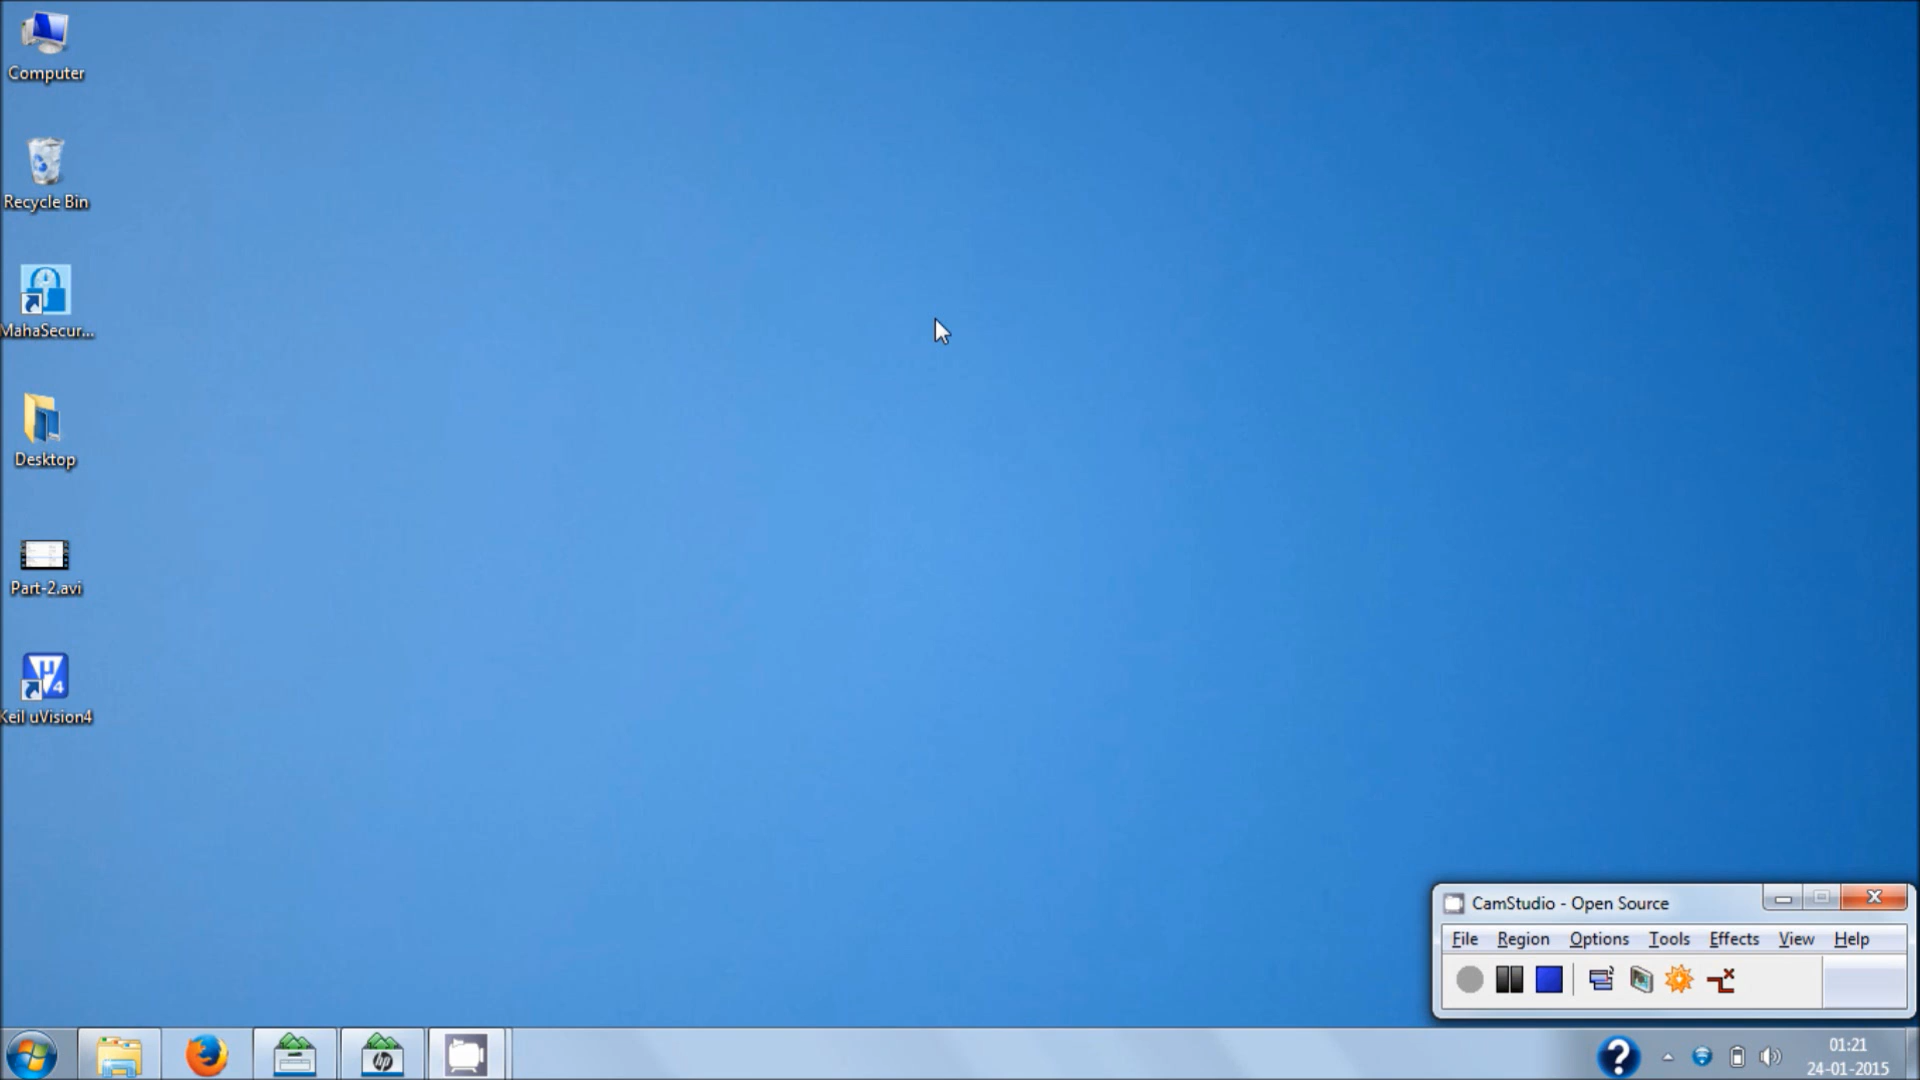 Computer
Recycle Bin
MahaSecur...
Desktop
Part-2.avi
Keil uVision4
CamStudio - Open Source
File Region Options Tools Effects View Help
01:21
24-01-2015